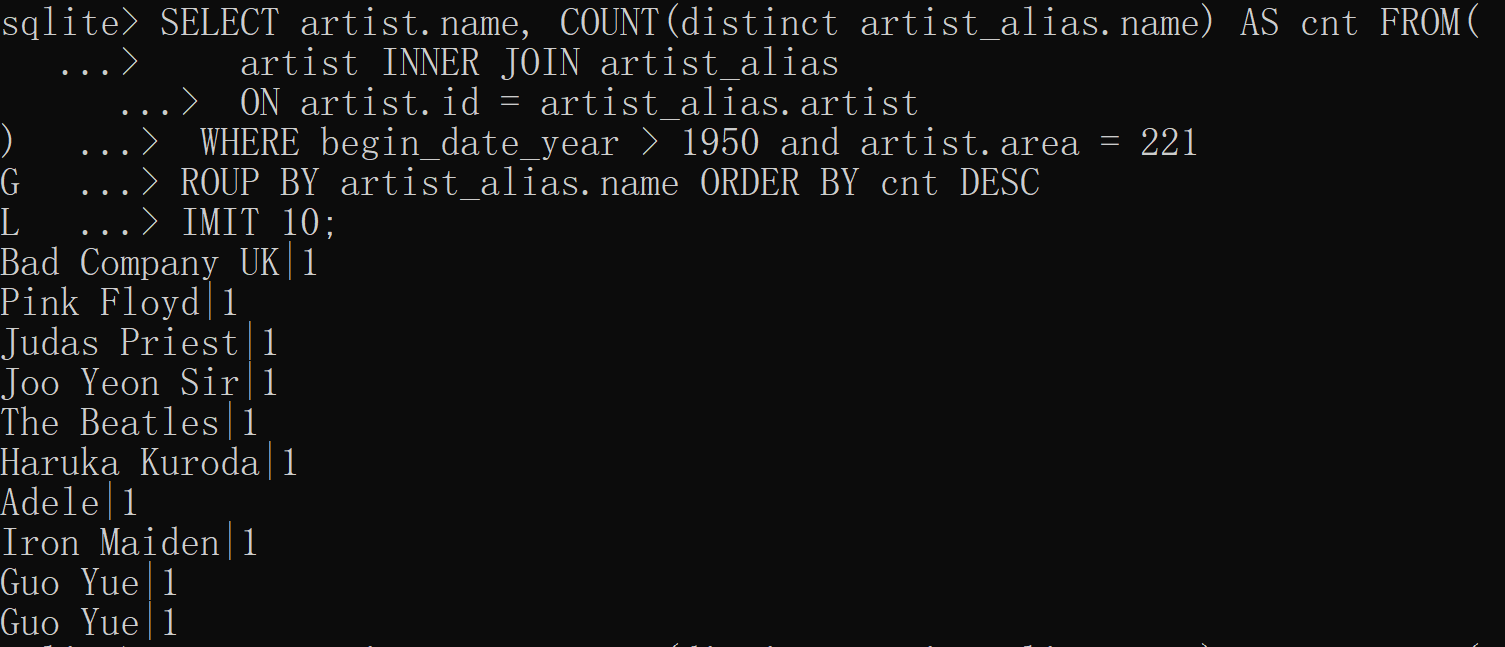 sqlite> SELECT artist.name, COUNT(distinct artist_alias.name) AS cnt FROM(
...> artist INNER JOIN artist_alias
...> ON artist.id = artist_alias.artist
) ...> WHERE begin_date_year > 1950 and artist.area = 221
G ...> ROUP BY artist_alias.name ORDER BY cnt DESC
L ...> IMIT 10;
Bad Company UK|1
Pink Floyd|1
Judas Priest|1
Joo Yeon Sir|1
The Beatles|1
Haruka Kuroda|1
Adele|1
Iron Maiden|1
Guo Yue|1
Guo Yue|1